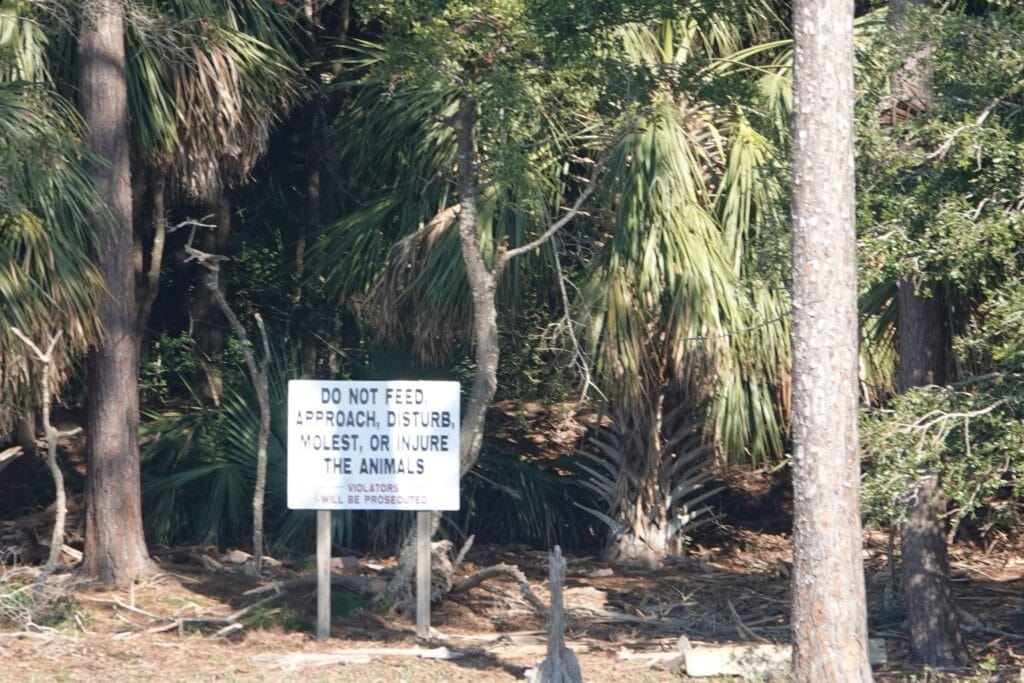 DO NOT FEED,
APPROACH, DISTURB,
MOLEST, OR INJURE
THE ANIMALS
VIOLATORS
WILL BE PROSECUTED